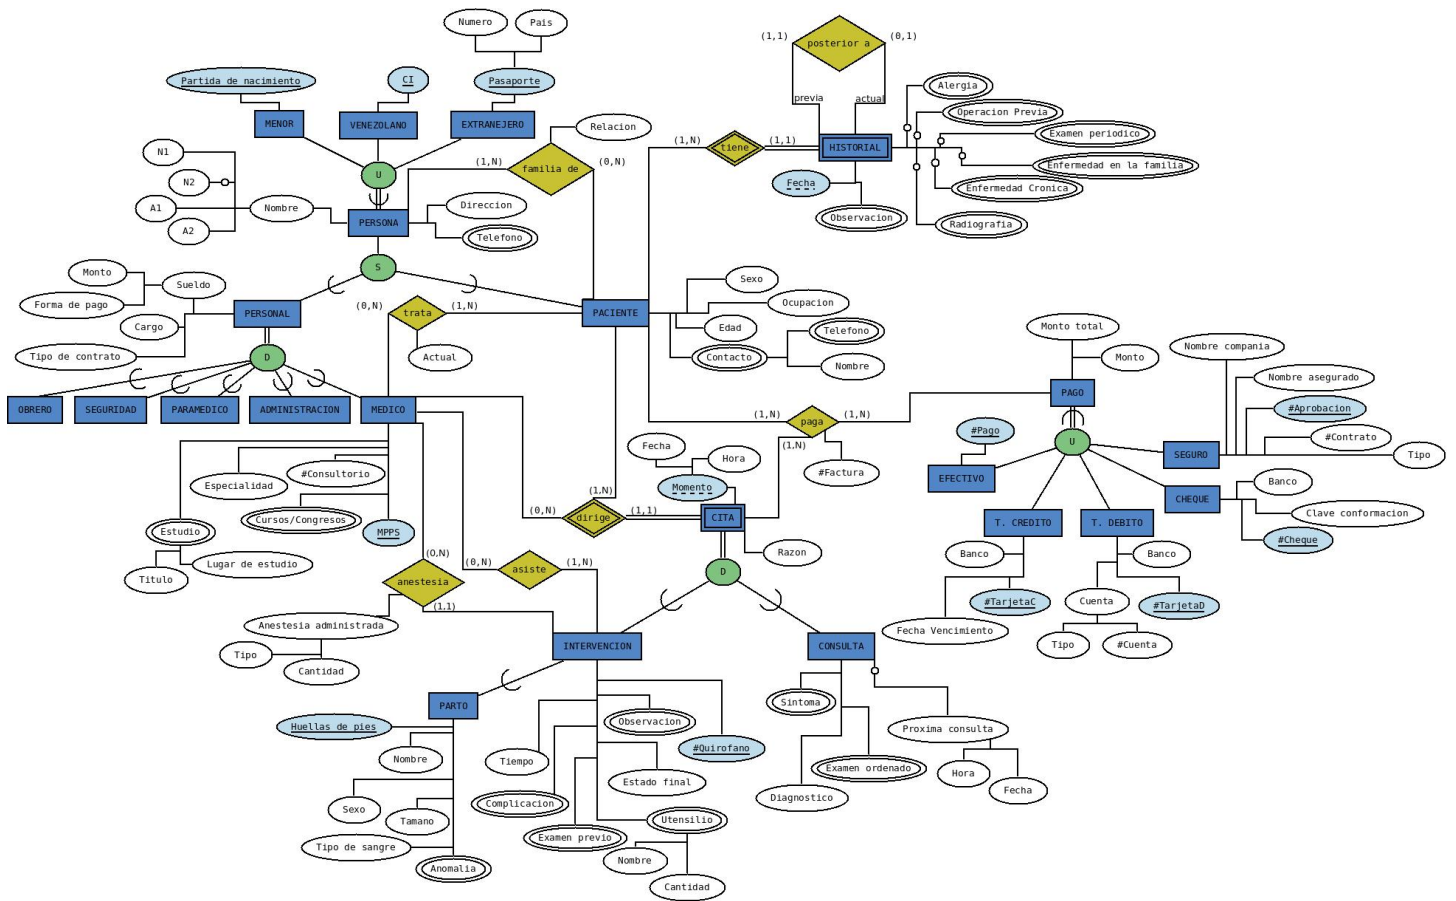 Numero
Pais
(1,1)
posterior a
(0,1)
Partida de nacimiento
CI
Pasaporte
Alergia
previa
actual
Operacion Previa
MENOR
VENEZOLANO
EXTRANJERO
Relacion
Examen periodico
N1
(1,N)
familia de
(0,N)
(1,N)
tiene
(1,1)
HISTORIAL
Enfermedad en la familia
N2
U
Fecha
Enfermedad Cronica
A1
Nombre
Direccion
A2
PERSONA
Telefono
Observacion
Radiografia
Monto
Sueldo
S
Sexo
Forma de pago
Ocupacion
Cargo
PERSONAL
(0,N)
trata
(1,N)
PACIENTE
Edad
Telefono
Monto total
Tipo de contrato
D
Actual
Contacto
Nombre
Monto
Nombre compania
Nombre asegurado
OBRERO
SEGURIDAD
PARAMEDICO
ADMINISTRACION
MEDICO
PAGO
#Aprobacion
(1,N)
paga
(1,N)
#Pago
#Contrato
Fecha
Hora
(1,N)
U
SEGURO
Tipo
Especialidad
#Consultorio
#Factura
EFECTIVO
Momento
Banco
(1,N)
CHEQUE
Estudio
Cursos/Congresos
(0,N)
dirige
(1,1)
CITA
T. CREDITO
T. DEBITO
Clave conformacion
MPPS
#Cheque
Titulo
Lugar de estudio
(0,N)
Razon
Banco
Banco
anestesia
(0,N)
asiste
(1,N)
D
(1,1)
#TarjetaC
Cuenta
#TarjetaD
Anestesia administrada
Fecha Vencimiento
Tipo
Cantidad
INTERVENCION
CONSULTA
Tipo
#Cuenta
PARTO
Sintoma
Huellas de pies
Observacion
Proxima consulta
Nombre
Tiempo
#Quirofano
Estado final
Examen ordenado
Hora
Fecha
Sexo
Tamano
Complicacion
Diagnostico
Tipo de sangre
Examen previo
Utensilio
Anomalia
Nombre
Cantidad